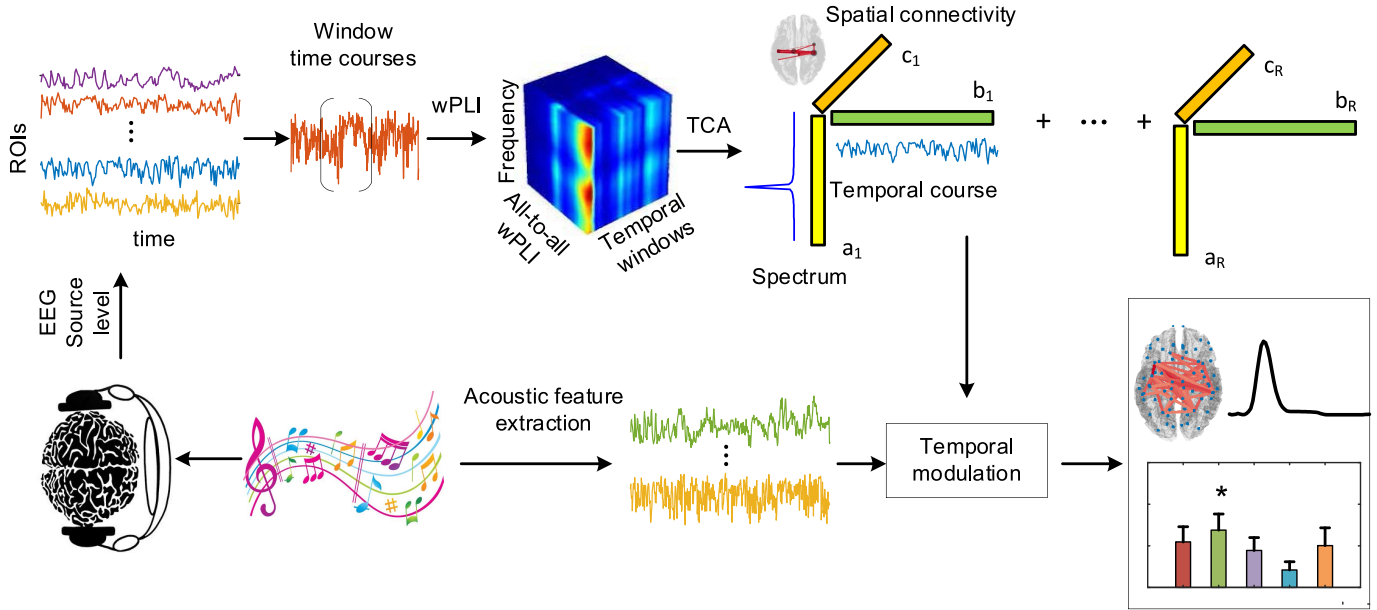 Window
time courses
ROIs
time
wPLI
Frequency
All-to-all
wPLI
Temporal
windows
TCA
Spatial connectivity
c1
b1
Temporal course
a1
Spectrum
+ ••• +
cR
bR
aR
EEG
Source
level
Acoustic feature
extraction
Temporal
modulation
*